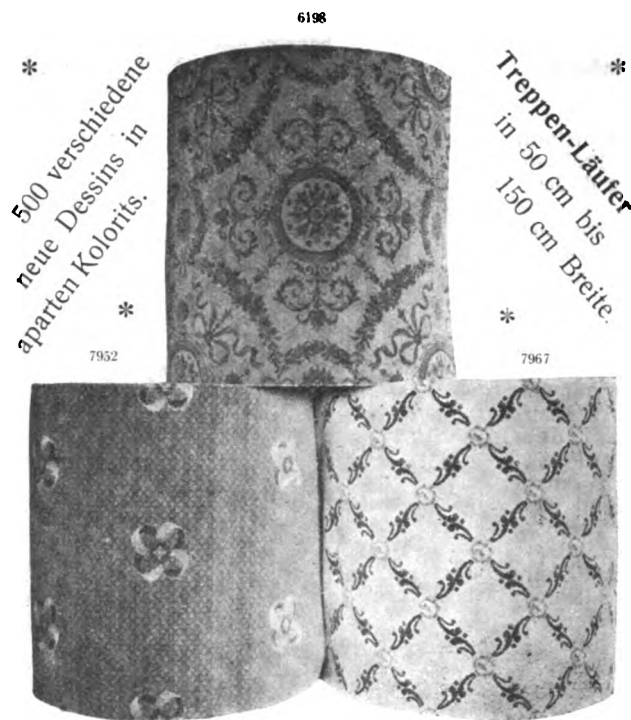 6198
*
500 verschiedene
neue Dessins in
aparten Kolorits.
*
*
Treppen-Läufer
in 50 cm bis
150 cm Breite.
*
7952
7967